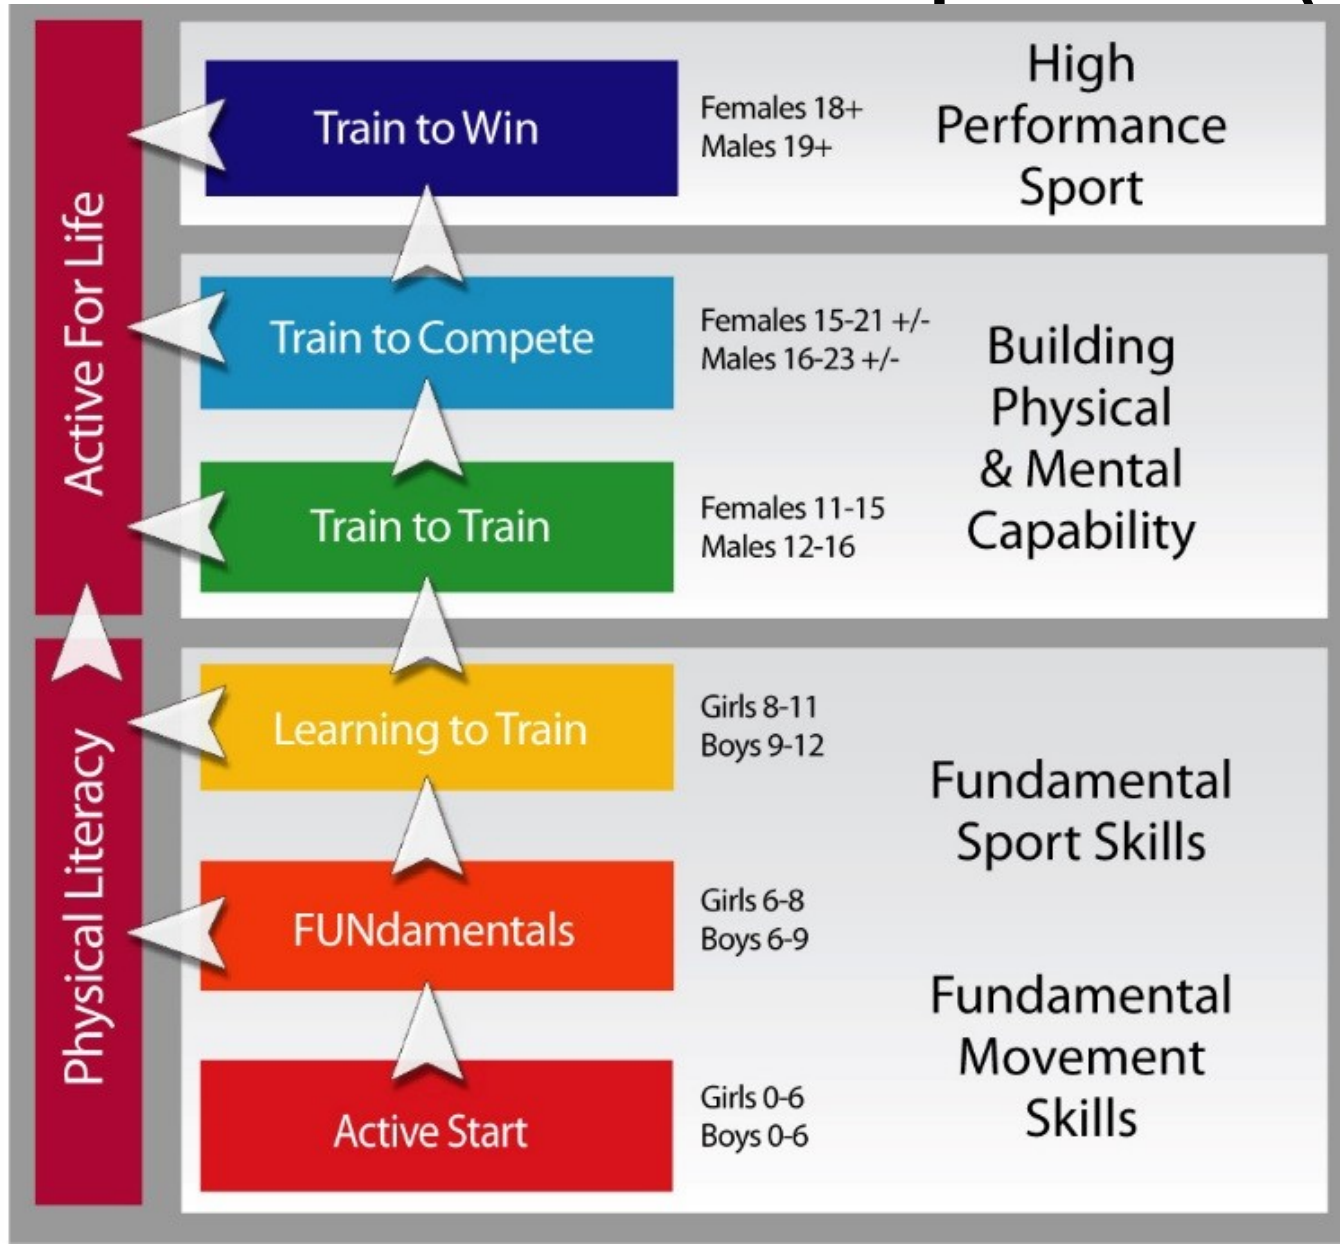 Active For Life
Physical Literacy
Train to Win
Females 18+
Males 19+
High
Performance
Sport
Train to Compete
Females 15-21 +/-
Males 16-23 +/-
Train to Train
Females 11-15
Males 12-16
Building
Physical
& Mental
Capability
Learning to Train
Girls 8-11
Boys 9-12
FUNdamentals
Girls 6-8
Boys 6-9
Active Start
Girls 0-6
Boys 0-6
Fundamental
Sport Skills
Fundamental
Movement
Skills